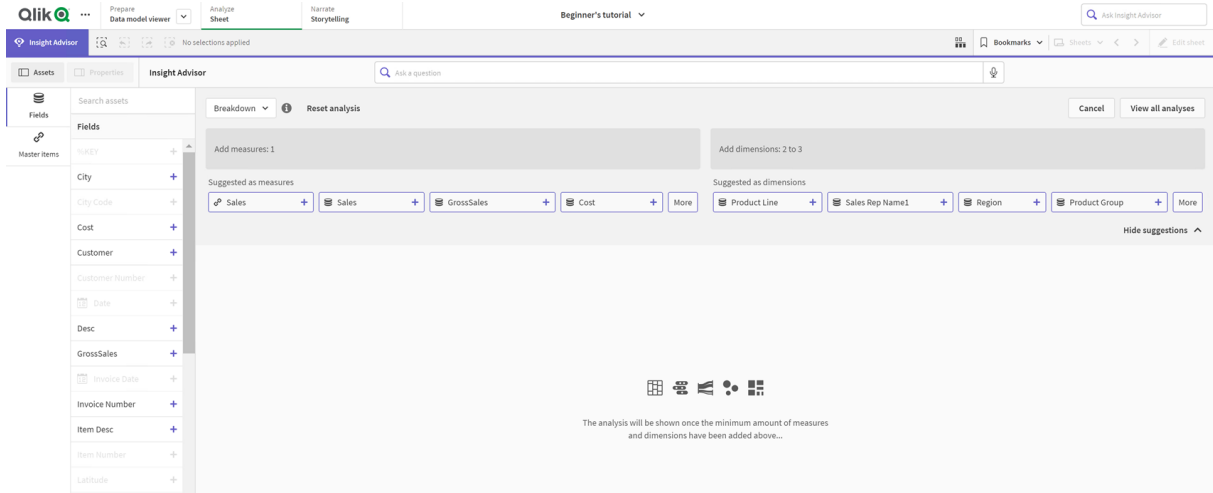 Qlik
Prepare
Data model viewer
Analyze
Sheet
Narrate
Storytelling
Beginner's tutorial
Ask Insight Advisor
Insight Advisor
No selections applied
Bookmarks
Sheets
Edit sheet
Assets
Properties
Insight Advisor
Ask a question
Fields
Master items
Search assets
Fields
%KEY
City
City Code
Cost
Customer
Customer Number
Date
Desc
GrossSales
Invoice Date
Invoice Number
Item Desc
Item Number
Latitude
Breakdown
Reset analysis
Cancel
View all analyses
Add measures: 1
Add dimensions: 2 to 3
Suggested as measures
Sales
Sales
GrossSales
Cost
More
Suggested as dimensions
Product Line
Sales Rep Name1
Region
Product Group
More
Hide suggestions
The analysis will be shown once the minimum amount of measures
and dimensions have been added above...